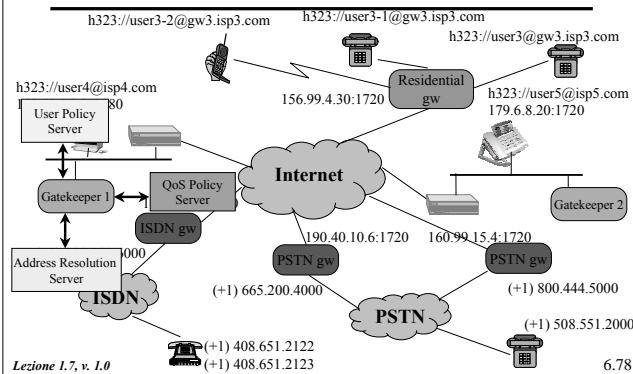 h323://user3-2@gw3.isp3.com
h323://user3-1@gw3.isp3.com
h323://user3@gw3.isp3.com
h323://user4@isp4.com
80
User Policy
Server
156.99.4.30:1720
Residential
gw
h323://user5@isp5.com
179.6.8.20:1720
Internet
Gatekeeper 1
QoS Policy
Server
Gatekeeper 2
ISDN gw
190.40.10.6:1720
160.99.15.4:1720
Address Resolution
Server
PSTN gw
PSTN gw
(+1) 665.200.4000
(+1) 800.444.5000
ISDN
PSTN
(+1) 508.551.2000
(+1) 408.651.2122
(+1) 408.651.2123
Lezione 1.7, v. 1.0
6.78